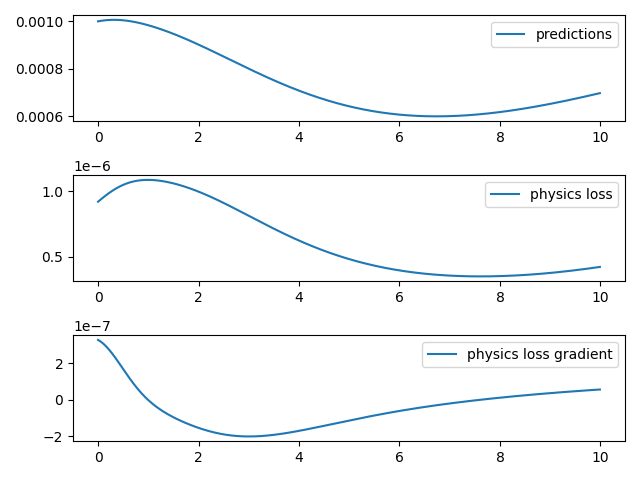 0.0010
0.0008
0.0006
predictions
0 2 4 6 8 10
1e−6
1.0
0.5
physics loss
0 2 4 6 8 10
1e−7
2
0
−2
physics loss gradient
0 2 4 6 8 10